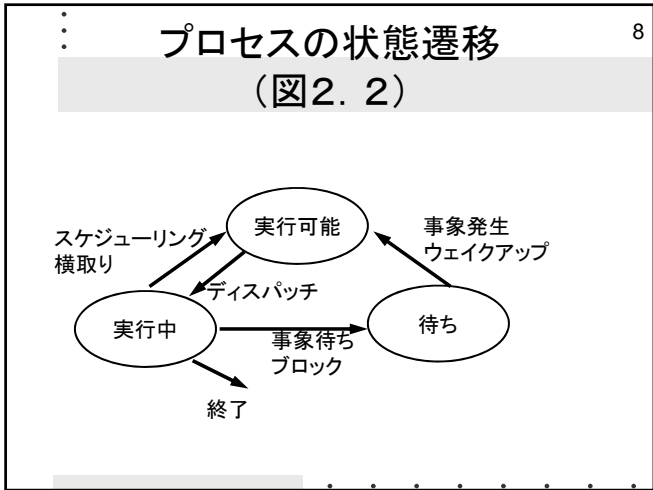 プロセスの状態遷移
8
（図２．２）
実行可能
スケジューリング
横取り
事象発生
ウェイクアップ
ディスパッチ
実行中
待ち
事象待ち
ブロック
終了